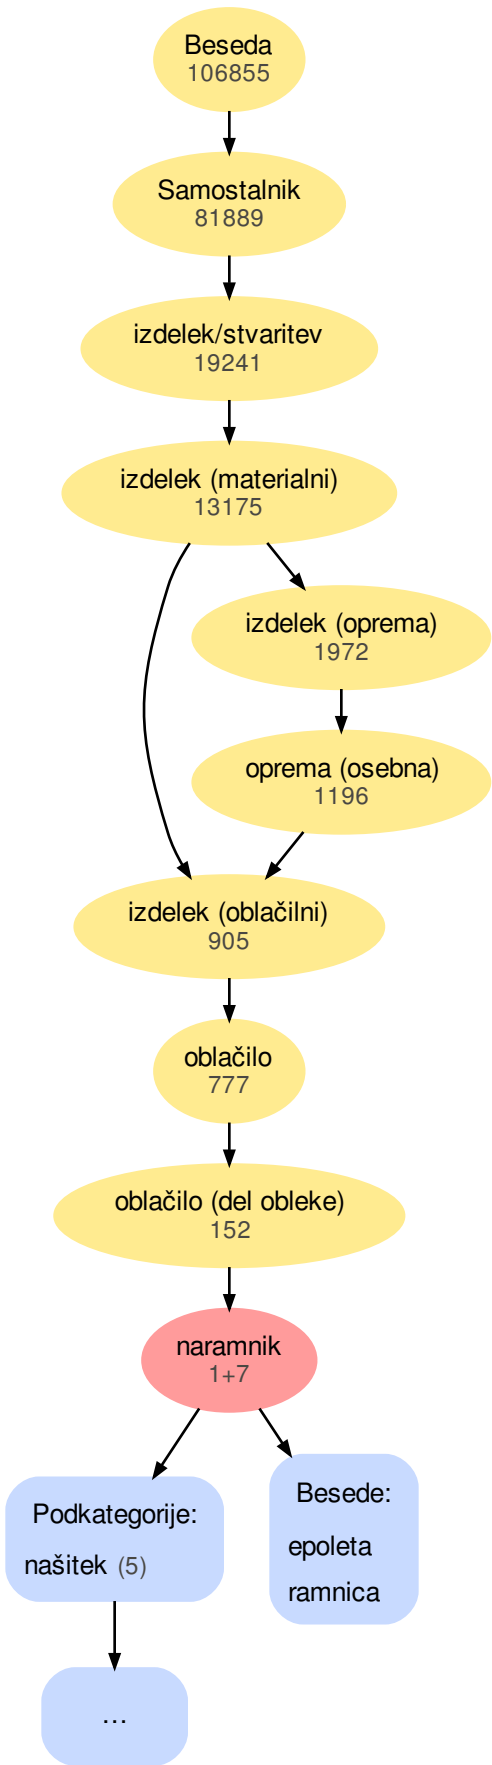 Beseda
106855
Samostalnik
81889
izdelek/stvaritev
19241
izdelek (materialni)
13175
izdelek (oprema)
1972
oprema (osebna)
1196
izdelek (oblačilni)
905
oblačilo
777
oblačilo (del obleke)
152
naramnik
1+7
Podkategorije:
našitek (5)
Besede:
epoleta
ramnica
...